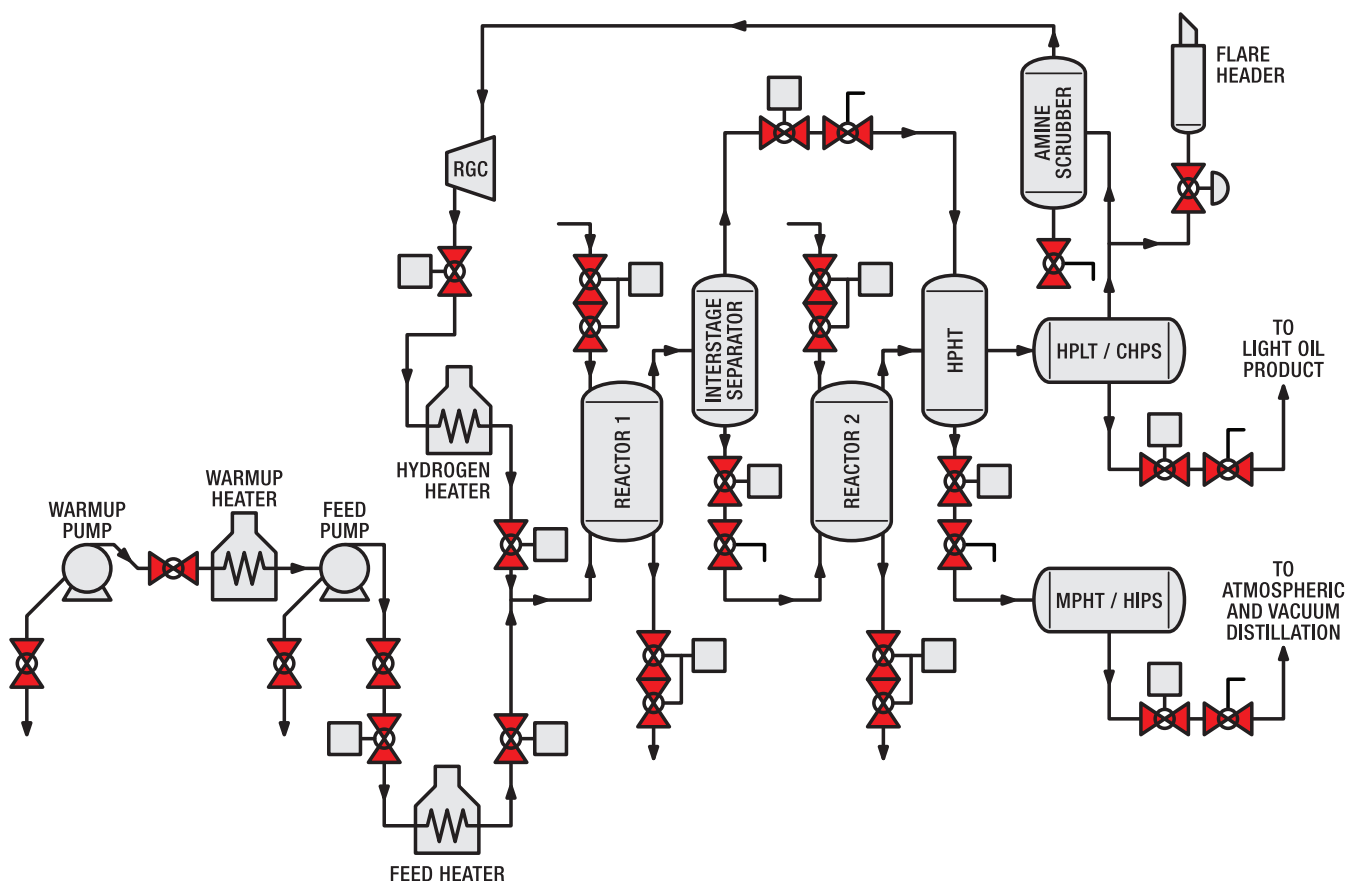 FLARE
HEADER
AMINE
SCRUBBER
RGC
INTERSTAGE
SEPARATOR
HPHT
HPLT / CHPS
TO
LIGHT OIL
PRODUCT
REACTOR 1
REACTOR 2
HYDROGEN
HEATER
WARMUP
HEATER
WARMUP
PUMP
FEED
PUMP
MPHT / HIPS
TO
ATMOSPHERIC
AND VACUUM
DISTILLATION
FEED HEATER